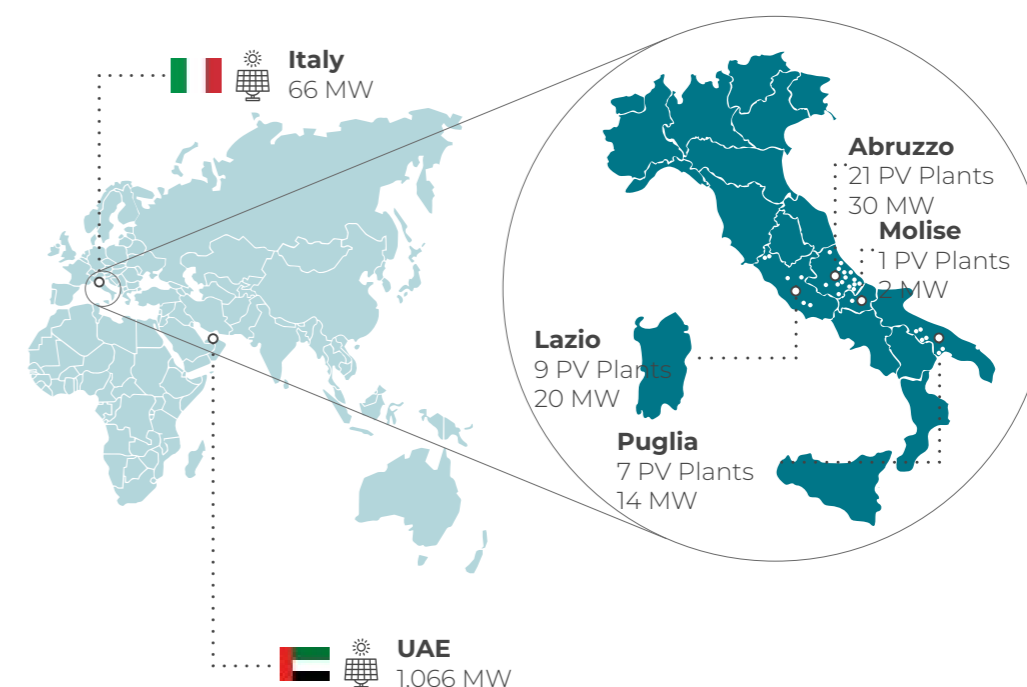 Italy
66 MW
Abruzzo
21 PV Plants
30 MW
Molise
1 PV Plants
2 MW
Lazio
9 PV Plants
20 MW
Puglia
7 PV Plants
14 MW
UAE
1.066 MW